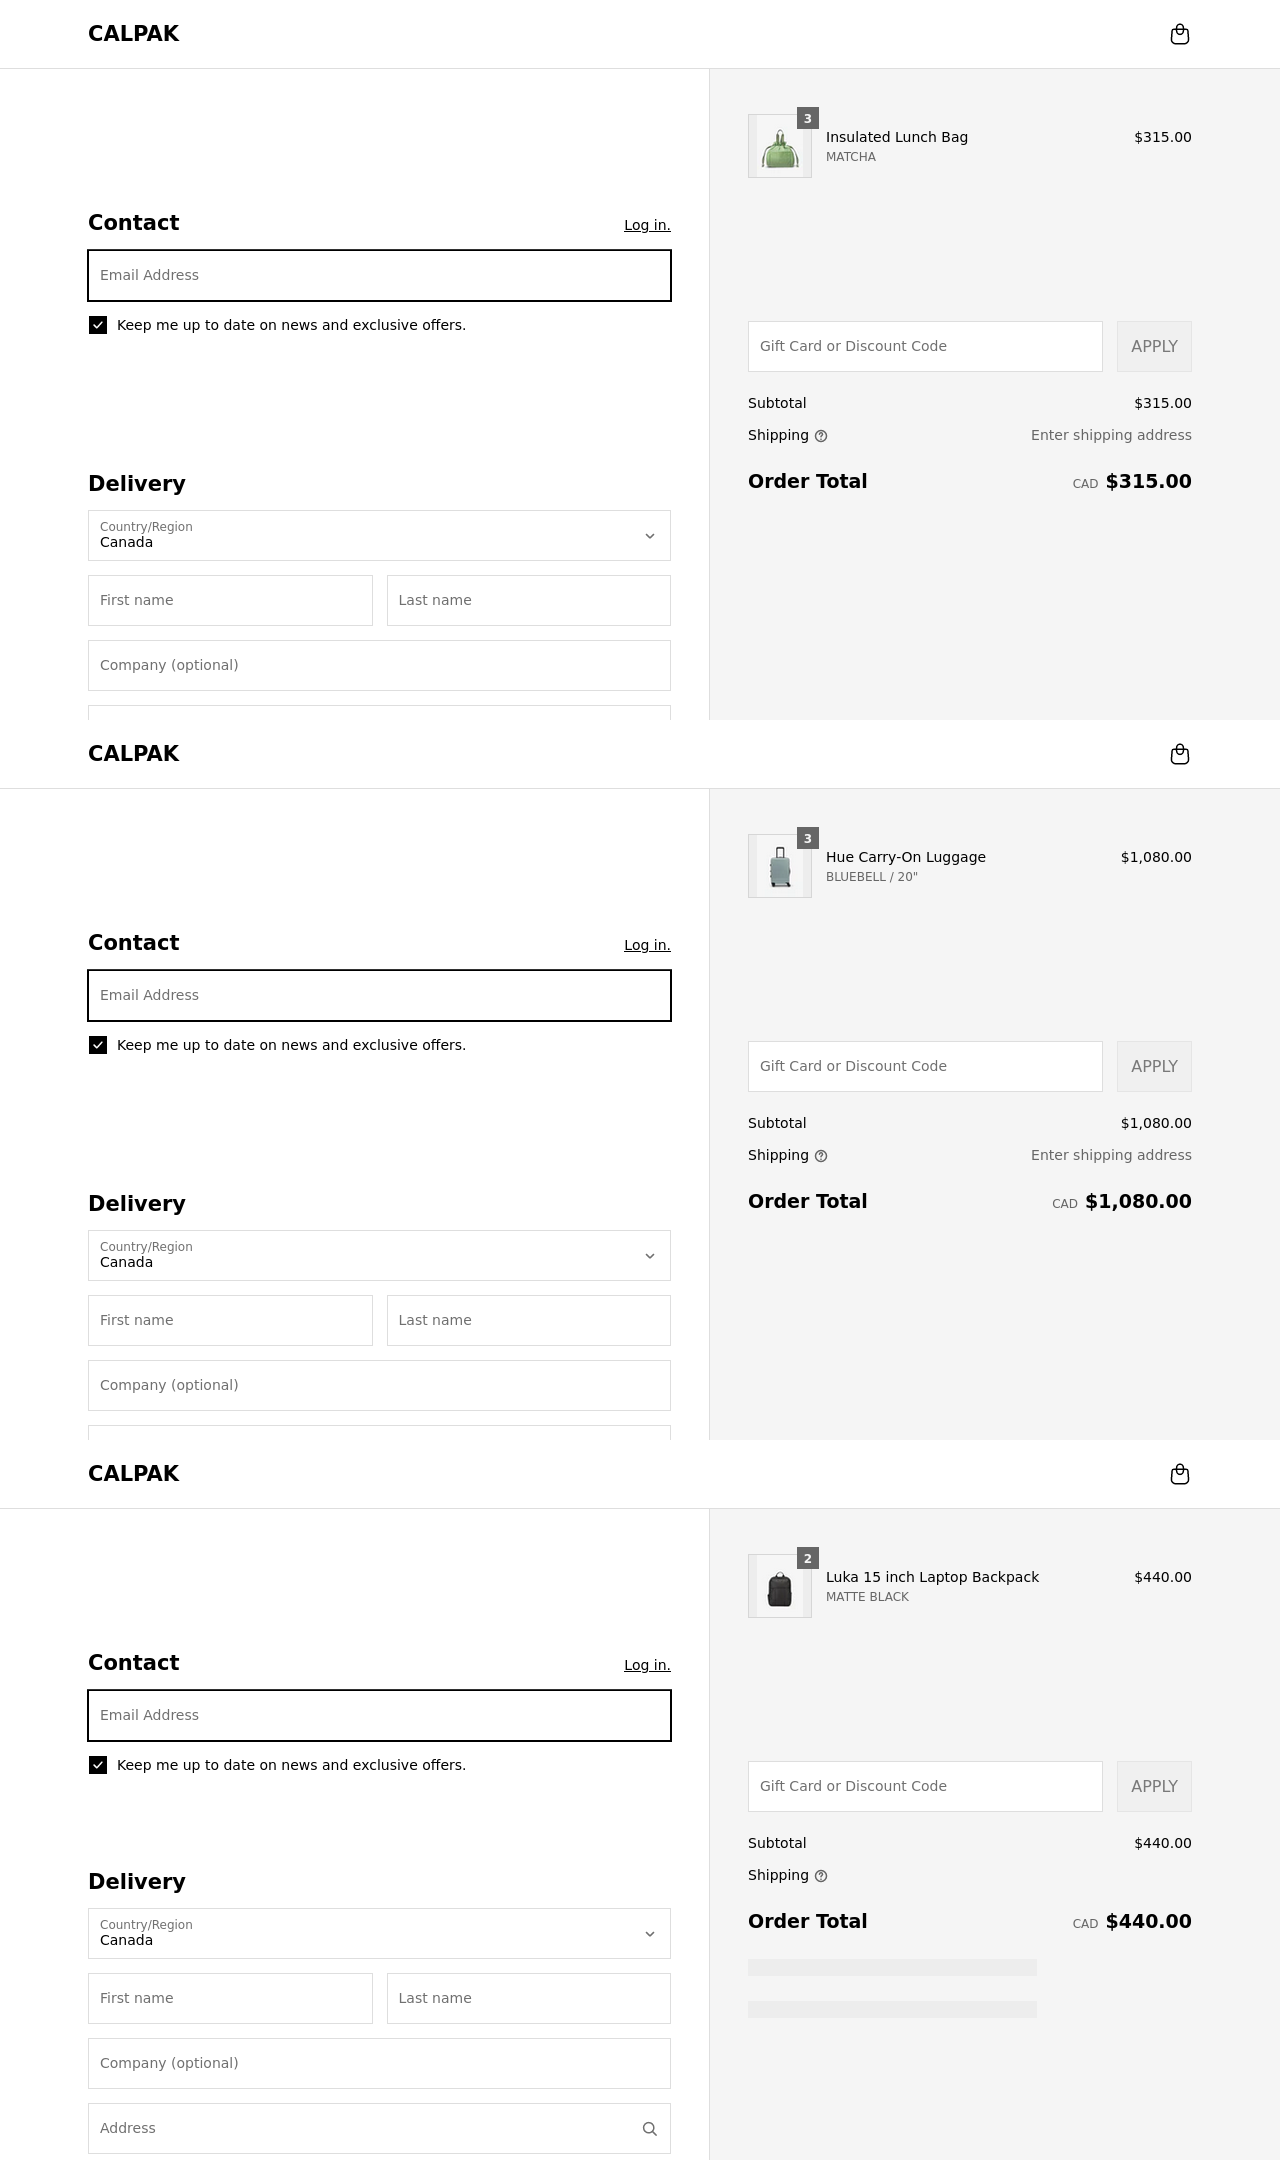 CALPAK
Contact
Log in.
Email Address
Keep me up to date on news and exclusive offers.
Delivery
Country/Region
Canada
First name
Last name
Company (optional)
3
Insulated Lunch Bag
$315.00
MATCHA
Gift Card or Discount Code
APPLY
Subtotal
$315.00
Shipping
Enter shipping address
Order Total
CAD $315.00
CALPAK
Contact
Log in.
Email Address
Keep me up to date on news and exclusive offers.
Delivery
Country/Region
Canada
First name
Last name
Company (optional)
3
Hue Carry-On Luggage
$1,080.00
BLUEBELL / 20"
Gift Card or Discount Code
APPLY
Subtotal
$1,080.00
Shipping
Enter shipping address
Order Total
CAD $1,080.00
CALPAK
Contact
Log in.
Email Address
Keep me up to date on news and exclusive offers.
Delivery
Country/Region
Canada
First name
Last name
Company (optional)
Address
2
Luka 15 inch Laptop Backpack
$440.00
MATTE BLACK
Gift Card or Discount Code
APPLY
Subtotal
$440.00
Shipping
Order Total
CAD $440.00